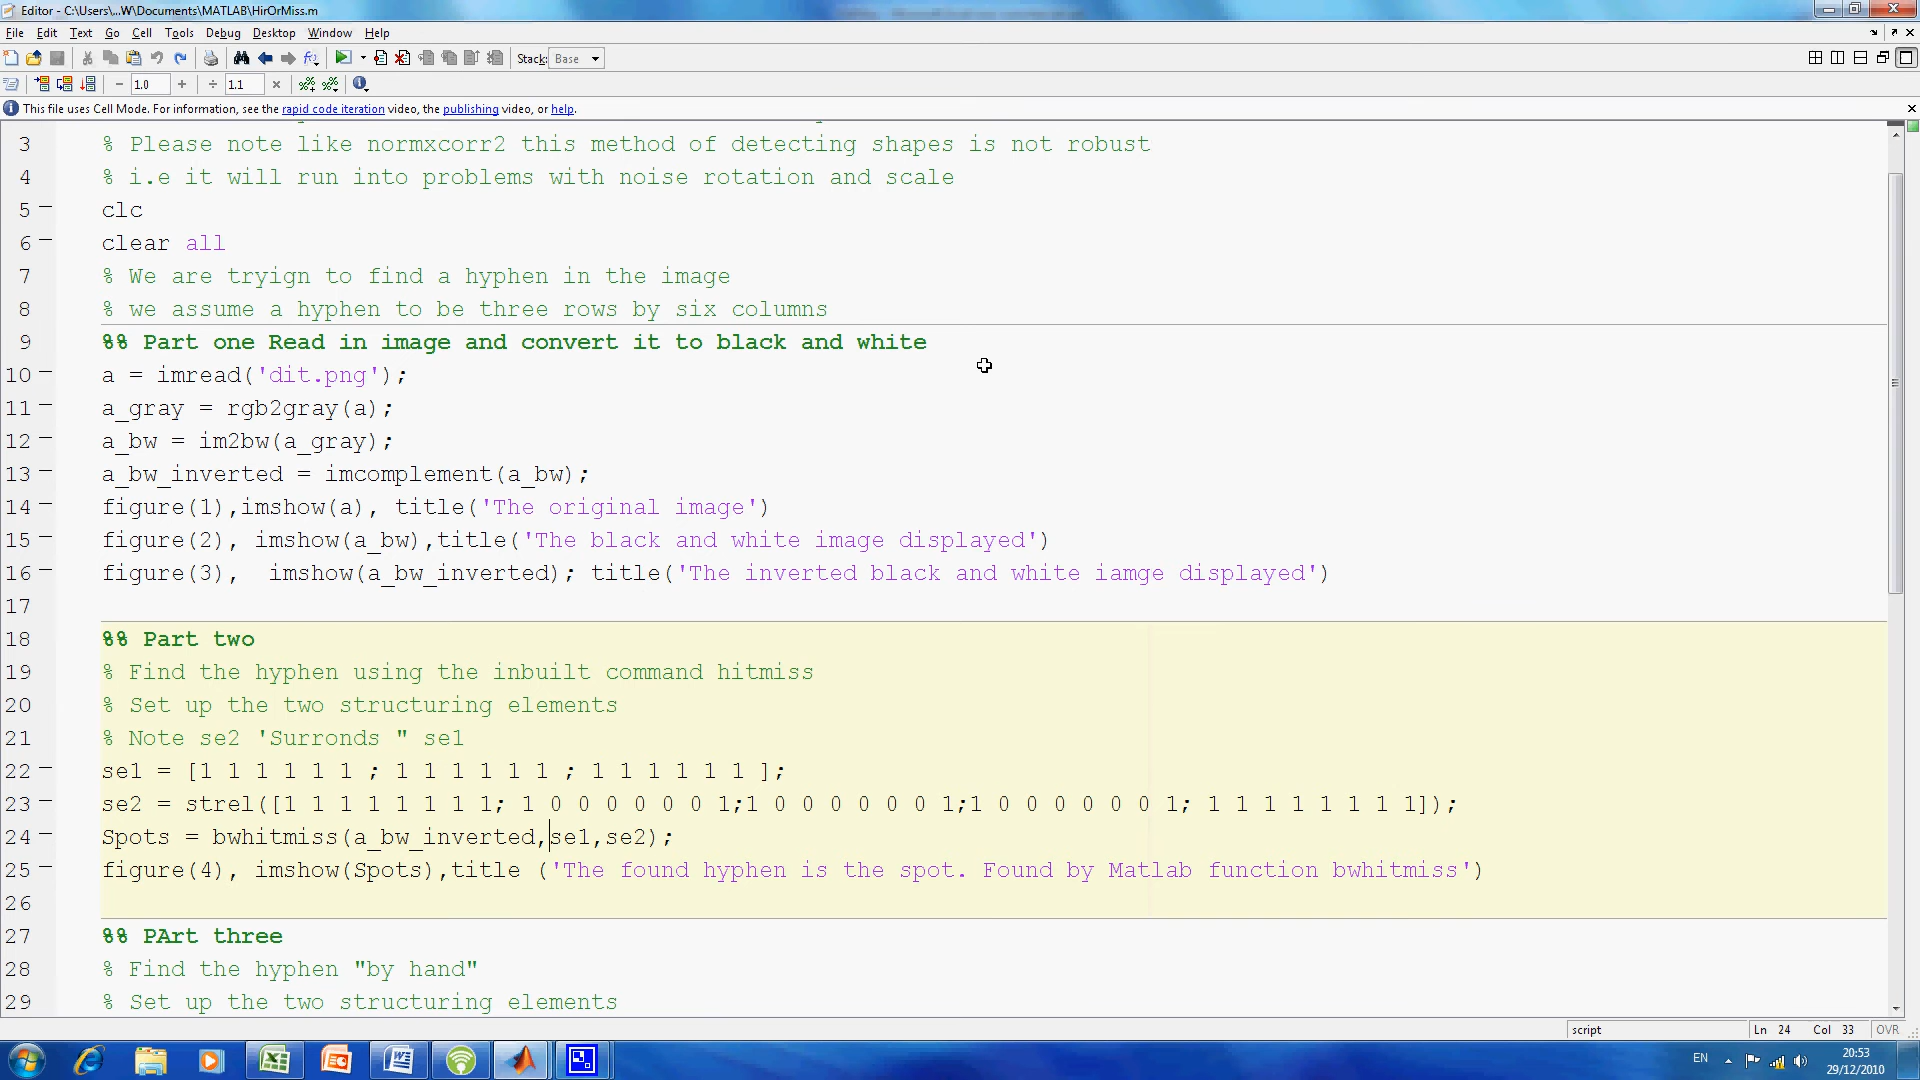 Editor - C:\Users\...W\Documents\MATLAB\HirOrMiss.m
File Edit Text Go Cell Tools Debug Desktop Window Help
Stack: Base
− 1.0 + ÷ 1.1 ×
This file uses Cell Mode. For information, see the rapid code iteration video, the publishing video, or help.
3 % Please note like normxcorr2 this method of detecting shapes is not robust
4 % i.e it will run into problems with noise rotation and scale
5 clc
6 clear all
7 % We are tryign to find a hyphen in the image
8 % we assume a hyphen to be three rows by six columns
9 %% Part one Read in image and convert it to black and white
10 a = imread('dit.png');
11 a_gray = rgb2gray(a);
12 a_bw = im2bw(a_gray);
13 a_bw_inverted = imcomplement(a_bw);
14 figure(1),imshow(a), title('The original image')
15 figure(2), imshow(a_bw),title('The black and white image displayed')
16 figure(3),  imshow(a_bw_inverted); title('The inverted black and white iamge displayed')
17
18 %% Part two
19 % Find the hyphen using the inbuilt command hitmiss
20 % Set up the two structuring elements
21 % Note se2 'Surronds " se1
22 se1 = [1 1 1 1 1 1 ; 1 1 1 1 1 1 ; 1 1 1 1 1 1 ];
23 se2 = strel([1 1 1 1 1 1 1 1; 1 0 0 0 0 0 0 1;1 0 0 0 0 0 0 1;1 0 0 0 0 0 0 1; 1 1 1 1 1 1 1 1]);
24 Spots = bwhitmiss(a_bw_inverted,se1,se2);
25 figure(4), imshow(Spots),title ('The found hyphen is the spot. Found by Matlab function bwhitmiss')
26
27 %% PArt three
28 % Find the hyphen "by hand"
29 % Set up the two structuring elements
script Ln 24 Col 33 OVR
EN
20:53
29/12/2010